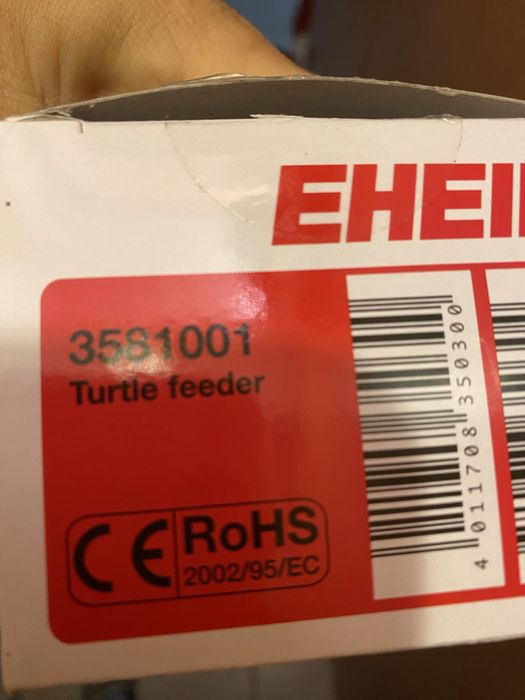 EHEI
3581001
Turtle feeder
CE RoHS
2002/95/EC
4 011708 350300